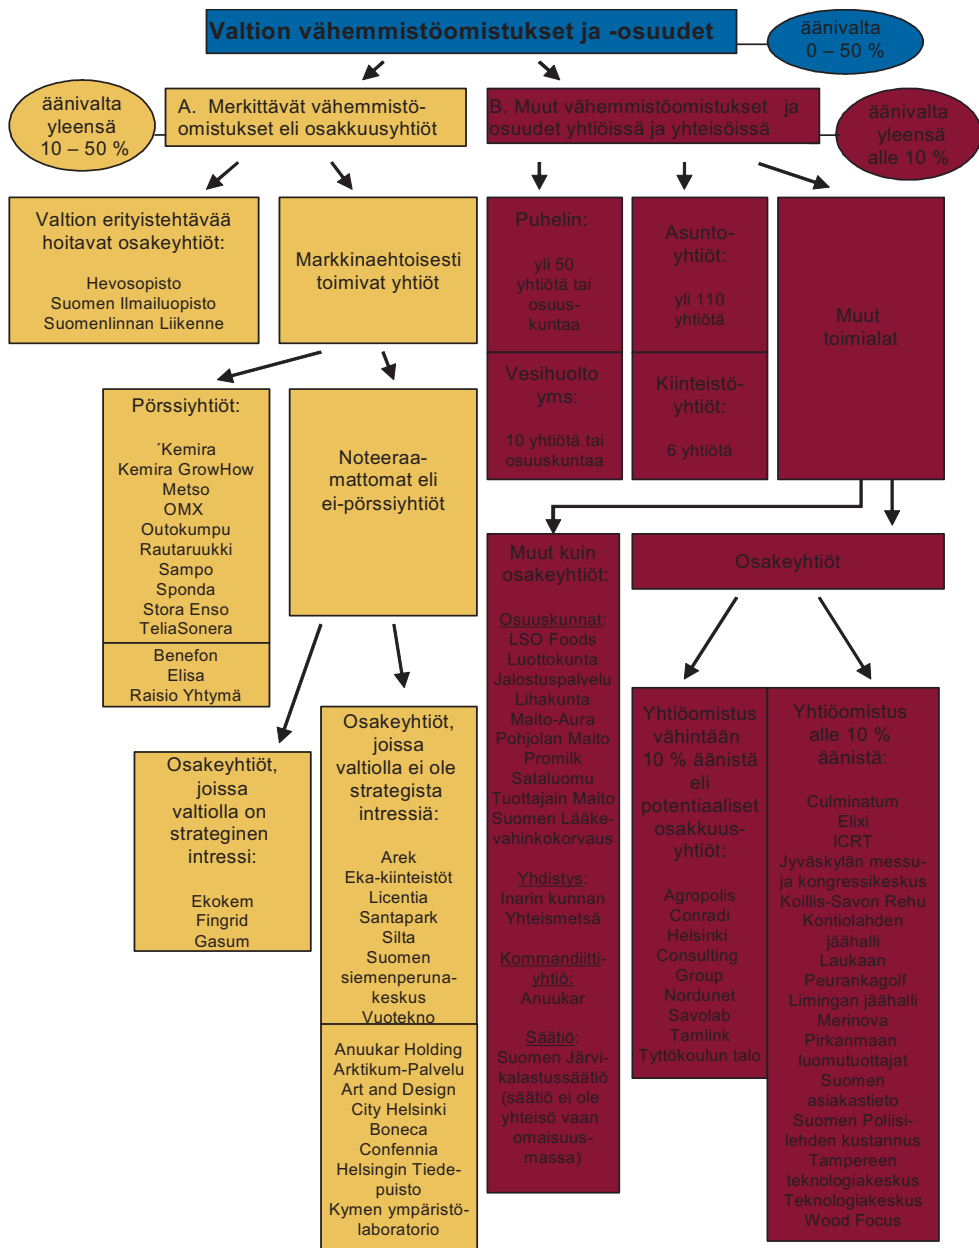 Valtion vähemmistöomistukset ja -osuudet
äänivalta
0 – 50 %
äänivalta
yleensä
10 – 50 %
A. Merkittävät vähemmistö-
omistukset eli osakkuusyhtiöt
B. Muut vähemmistöomistukset ja
osuudet yhtiöissä ja yhteisöissä
äänivalta
yleensä
alle 10 %
Valtion erityistehtävää
hoitavat osakeyhtiöt:
Hevosopisto
Suomen Ilmailuopisto
Suomenlinnan Liikenne
Markkinaehtoisesti
toimivat yhtiöt
Puhelin:
yli 50
yhtiötä tai
osuus-
kuntaa
Asunto-
yhtiöt:
yli 110
yhtiötä
Muut
toimialat
Vesihuolto
yms:
10 yhtiötä tai
osuuskuntaa
Kiinteistö-
yhtiöt:
6 yhtiötä
Pörssiyhtiöt:
´Kemira
Kemira GrowHow
Metso
OMX
Outokumpu
Rautaruukki
Sampo
Sponda
Stora Enso
TeliaSonera
Benefon
Elisa
Raisio Yhtymä
Noteeraa-
mattomat eli
ei-pörssiyhtiöt
Osakeyhtiöt,
joissa
valtiolla on
strateginen
intressi:
Ekokem
Fingrid
Gasum
Osakeyhtiöt,
joissa
valtiolla ei ole
strategista
intressiä:
Arek
Eka-kiinteistöt
Licentia
Santapark
Silta
Suomen
siemenperuna-
keskus
Vuotekno
Anuukar Holding
Arktikum-Palvelu
Art and Design
City Helsinki
Boneca
Confennia
Helsingin Tiede-
puisto
Kymen ympäristö-
laboratorio
Muut kuin
osakeyhtiöt:
Osuuskunnat:
LSO Foods
Luottokunta
Jalostuspalvelu
Lihakunta
Maito-Aura
Pohjolan Maito
Promilk
Sataluomu
Tuottajain Maito
Suomen Lääke-
vahinkokorvaus
Yhdistys:
Inarin kunnan
Yhteismetsä
Kommandiitti-
yhtiö:
Anuukar
Säätiö:
Suomen Järvi-
kalastussäätiö
(säätiö ei ole
yhteisö vaan
omaisuus-
massa)
Osakeyhtiöt
Yhtiöomistus
vähintään
10 % äänistä
eli
potentiaaliset
osakkuus-
yhtiöt:
Agropolis
Conradi
Helsinki
Consulting
Group
Nordunet
Savolab
Tamlink
Tyttökoulun talo
Yhtiöomistus
alle 10 %
äänistä:
Culminatum
Elixi
ICRT
Jyväskylän messu-
ja kongressikeskus
Koillis-Savon Rehu
Kontiolahden
jäähalli
Laukaan
Peurankagolf
Limingan jäähalli
Merinova
Pirkanmaan
luomutuottajat
Suomen
asiakastieto
Suomen Poliisi-
lehden kustannus
Tampereen
teknologiakeskus
Teknologiakeskus
Wood Focus